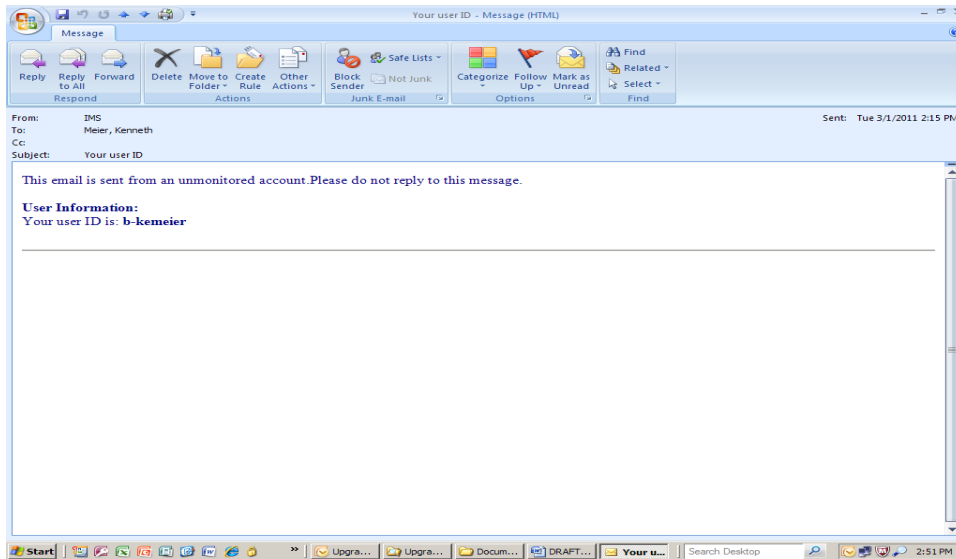 Your user ID - Message (HTML)
Message
Reply Reply to All Forward
Respond
Delete Move to Folder Create Rule Other Actions
Actions
Block Sender Safe Lists Not Junk
Junk E-mail
Categorize Follow Up Mark as Unread
Options
Find Related Select
Find
From: IMS
Sent: Tue 3/1/2011 2:15 PM
To: Meier, Kenneth
Cc:
Subject: Your user ID
This email is sent from an unmonitored account.Please do not reply to this message.
User Information:
Your user ID is: b-kemeier
Start » Upgra... Upgra... Docum... DRAFT... Your u... Search Desktop 2:51 PM